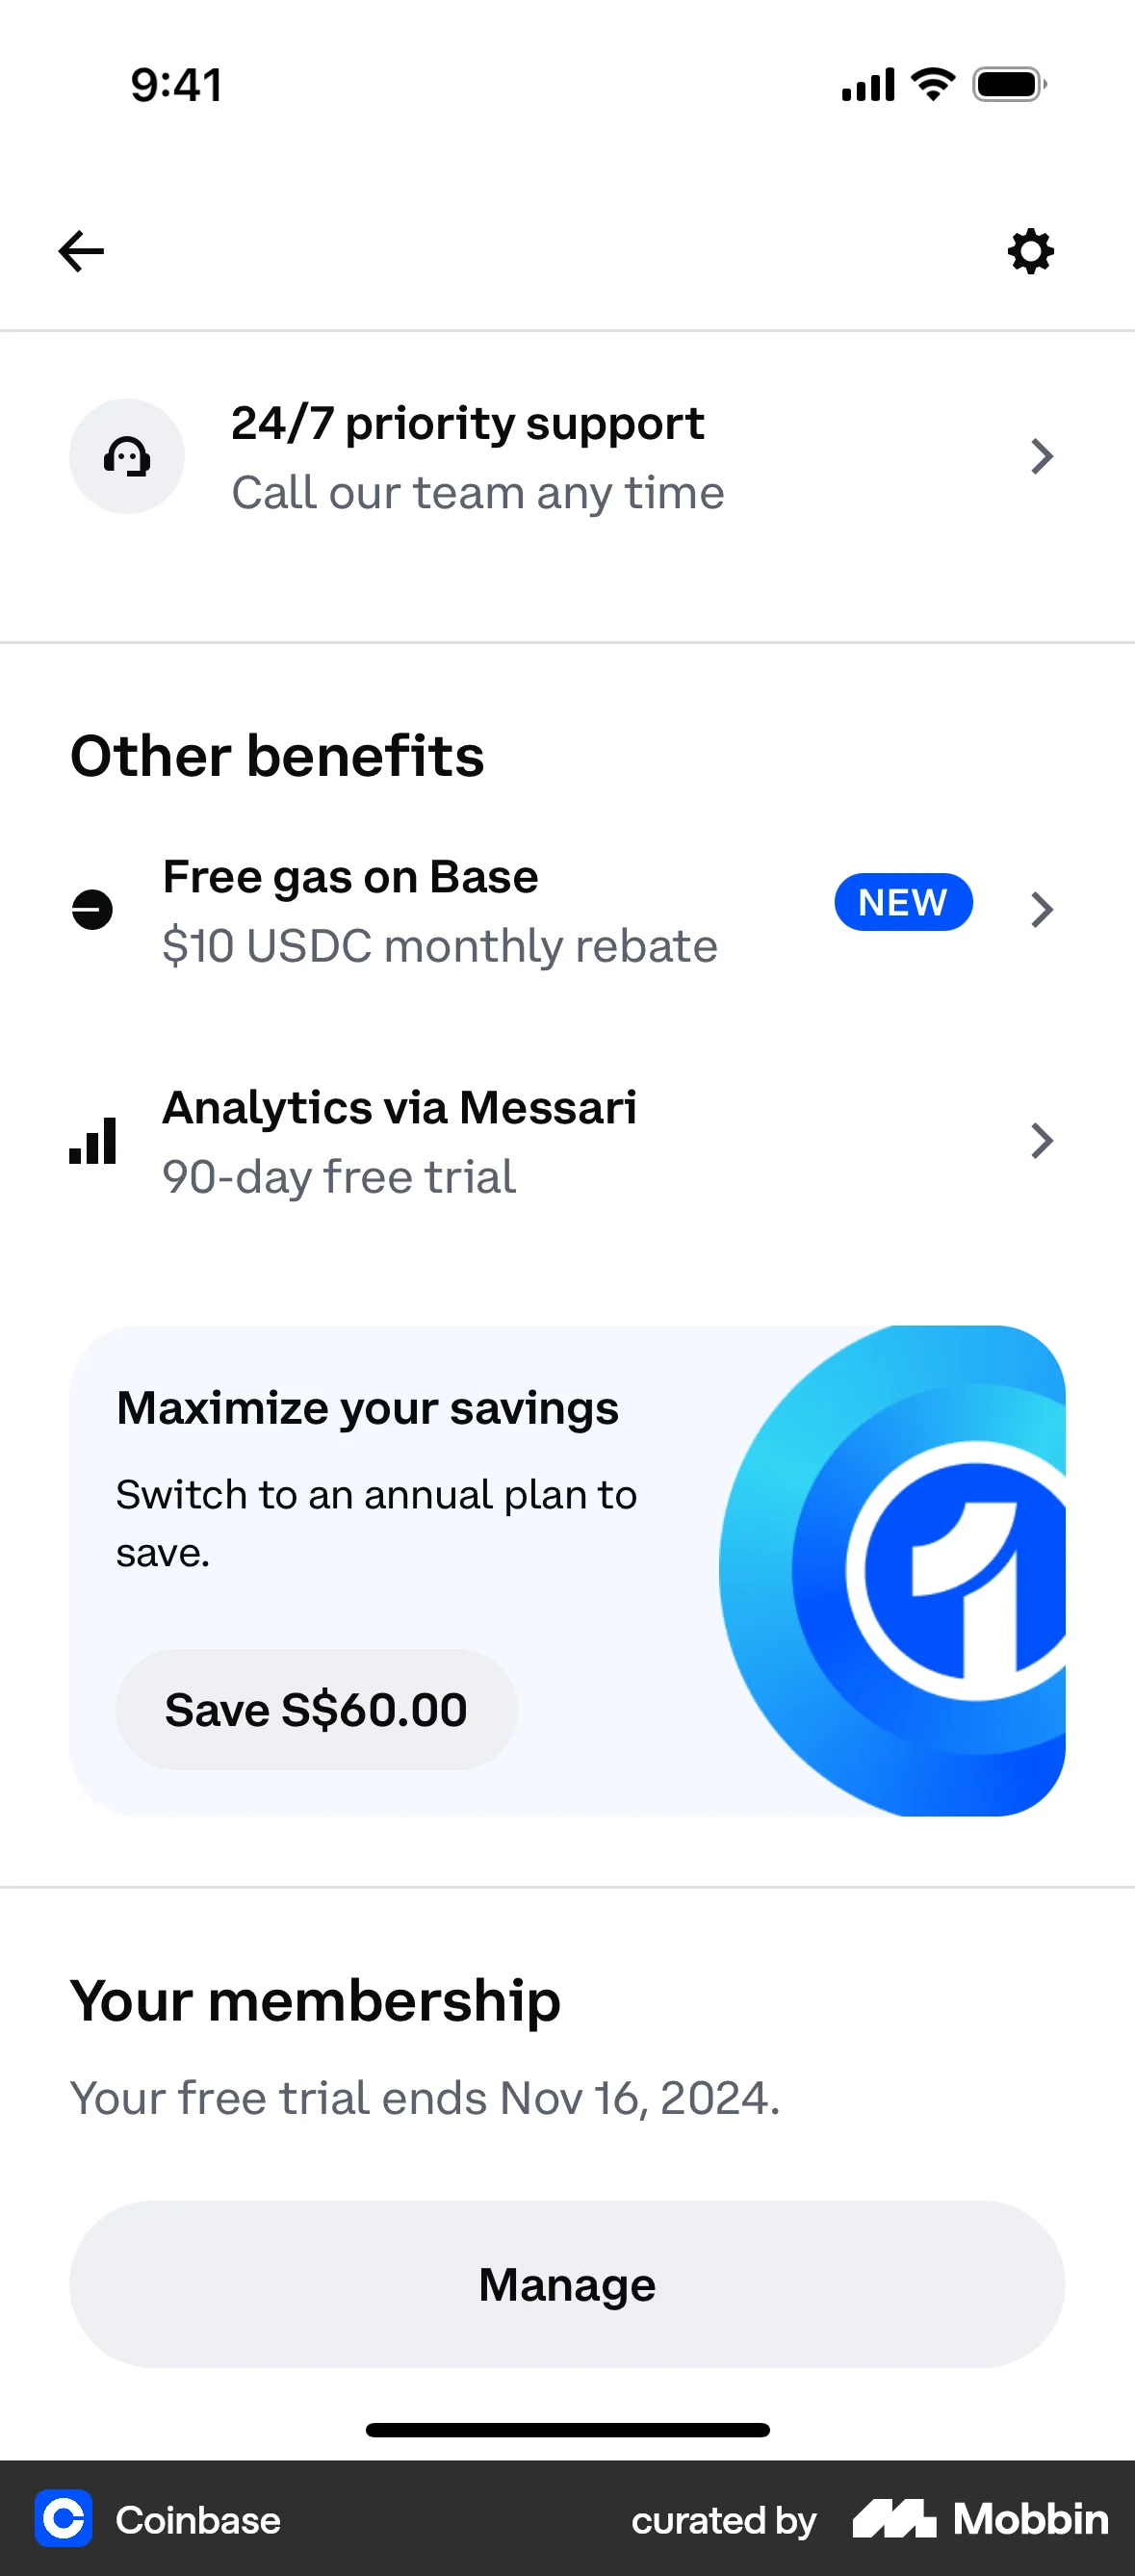 9:41
24/7 priority support
Call our team any time
Other benefits
Free gas on Base
NEW
$10 USDC monthly rebate
Analytics via Messari
90-day free trial
Maximize your savings
Switch to an annual plan to
save.
1
Save S$60.00
Your membership
Your free trial ends Nov 16, 2024.
Manage
Coinbase
curated by
Mobbin